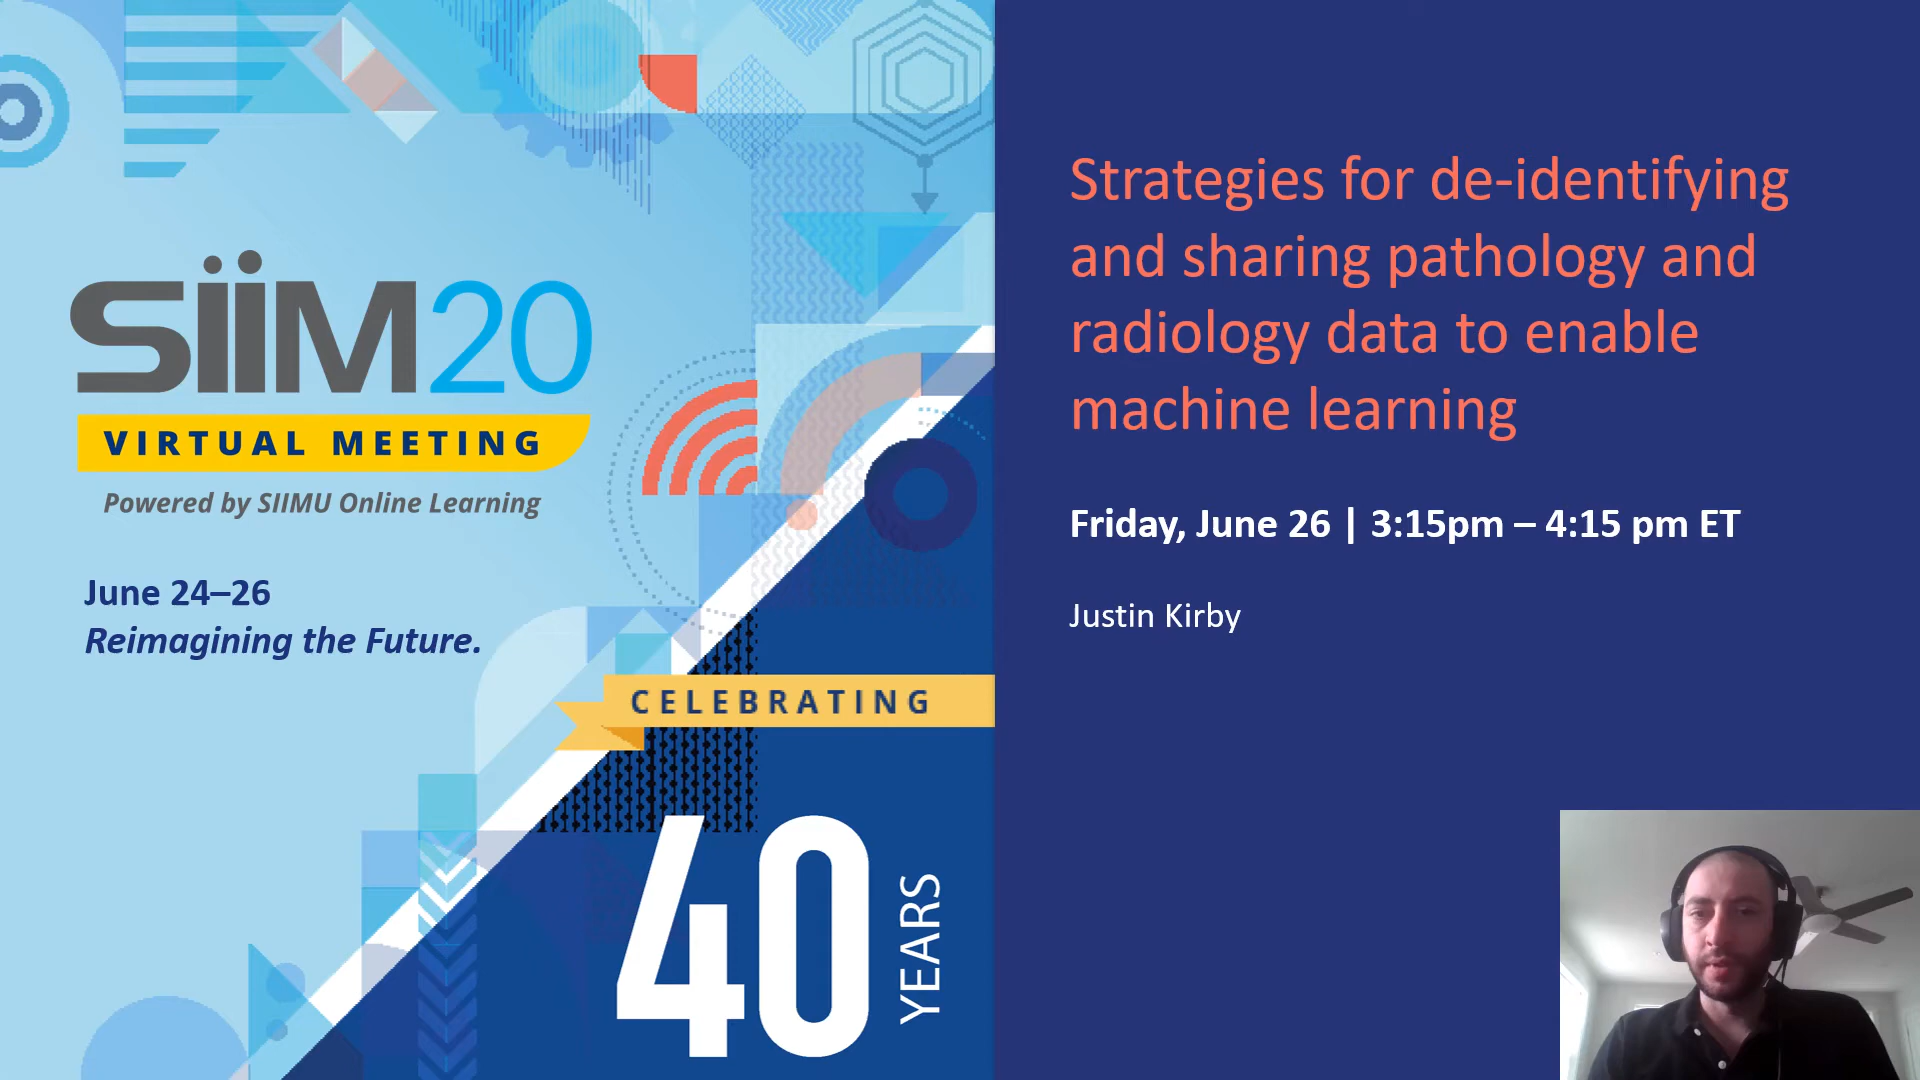 SiiM20
VIRTUAL MEETING
Powered by SIIMU Online Learning
June 24–26
Reimagining the Future.
CELEBRATING
40
YEARS
Strategies for de-identifying
and sharing pathology and
radiology data to enable
machine learning
Friday, June 26 | 3:15pm – 4:15 pm ET
Justin Kirby